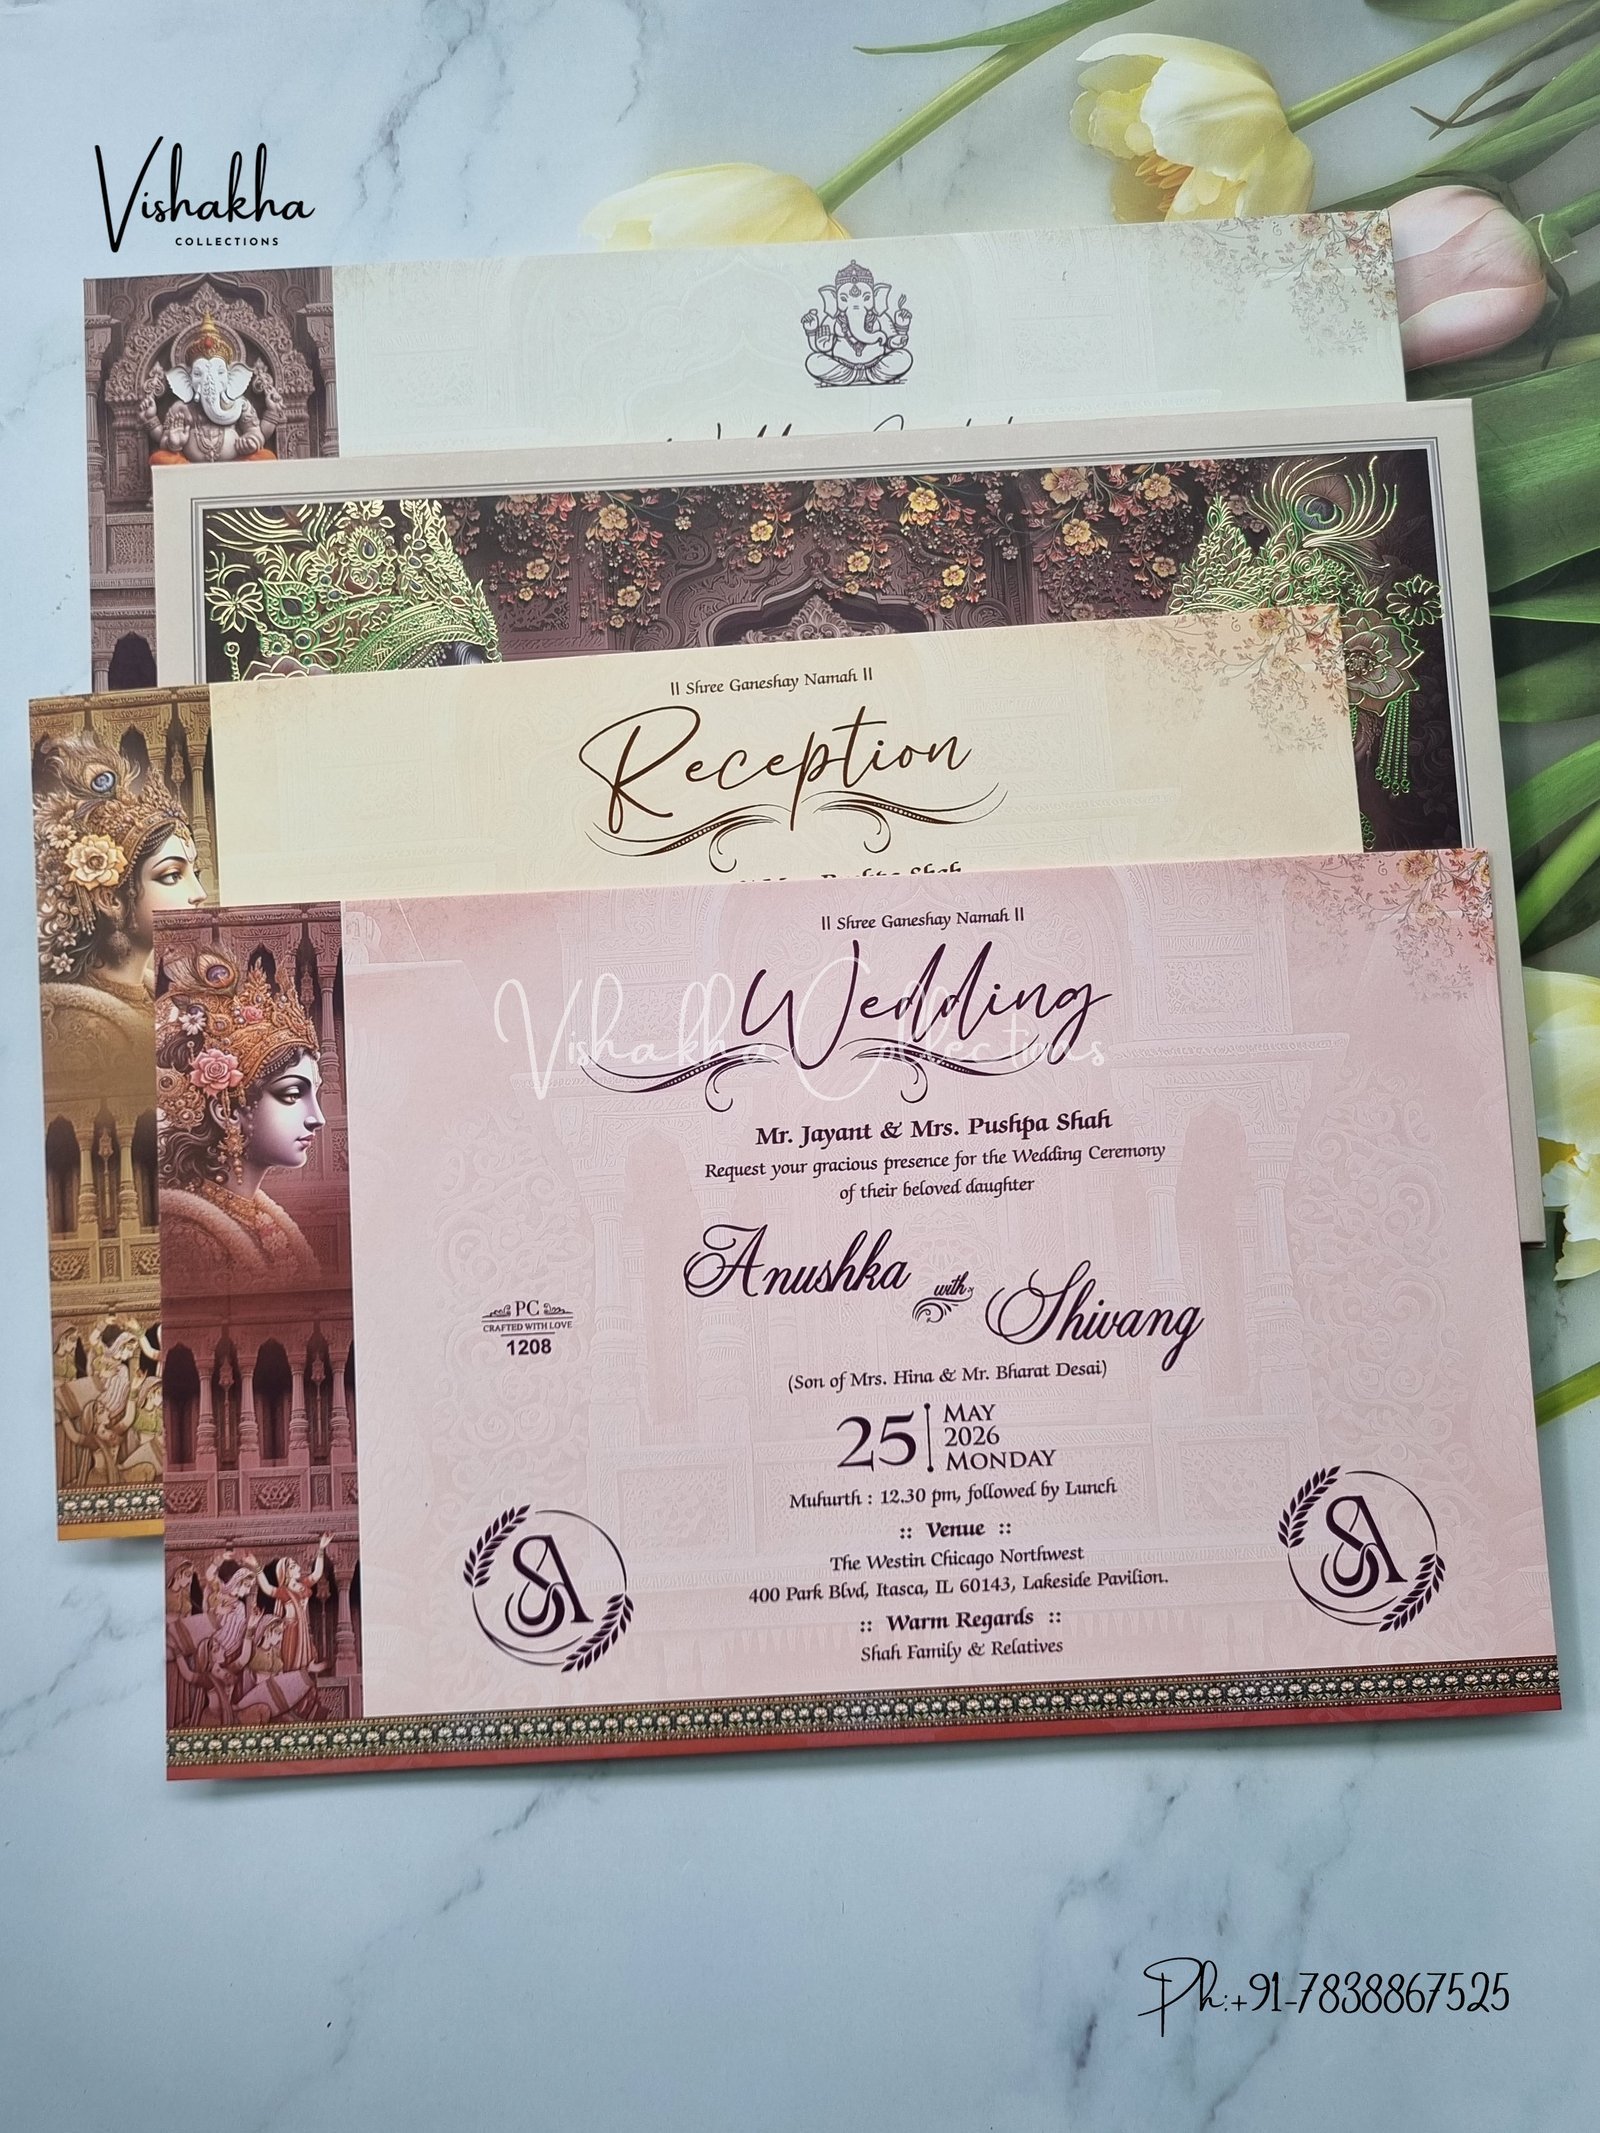 Vishakha
COLLECTIONS
|| Shree Ganeshay Namah ||
Reception
Pushpa Shah
|| Shree Ganeshay Namah ||
Wedding
Vishakha Collections
Mr. Jayant & Mrs. Pushpa Shah
Request your gracious presence for the Wedding Ceremony
of their beloved daughter
Anushka
with
Shivang
PC
CRAFTED WITH LOVE
1208
(Son of Mrs. Hina & Mr. Bharat Desai)
25
MAY
2026
MONDAY
Muhurth : 12.30 pm, followed by Lunch
:: Venue ::
The Westin Chicago Northwest
400 Park Blvd, Itasca, IL 60143, Lakeside Pavilion.
:: Warm Regards ::
Shah Family & Relatives
SA
SA
Ph:+91-7838867525